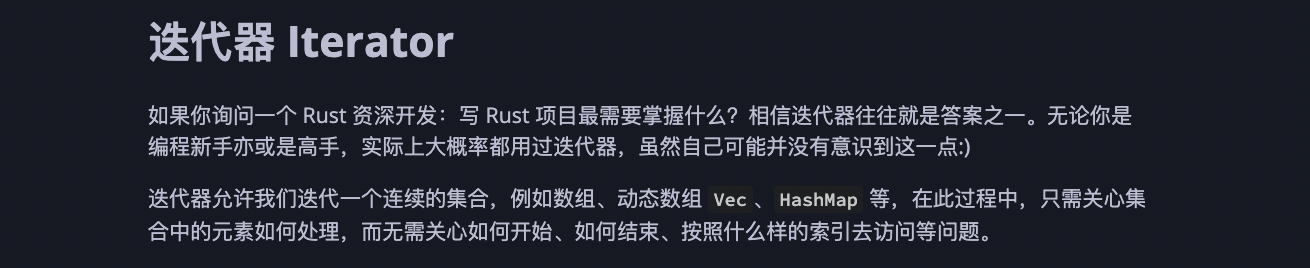 迭代器 Iterator
如果你询问一个 Rust 资深开发：写 Rust 项目最需要掌握什么？相信迭代器往往就是答案之一。无论你是
编程新手亦或是高手，实际上大概率都用过迭代器，虽然自己可能并没有意识到这一点:)
迭代器允许我们迭代一个连续的集合，例如数组、动态数组 Vec、HashMap 等，在此过程中，只需关心集
合中的元素如何处理，而无需关心如何开始、如何结束、按照什么样的索引去访问等问题。